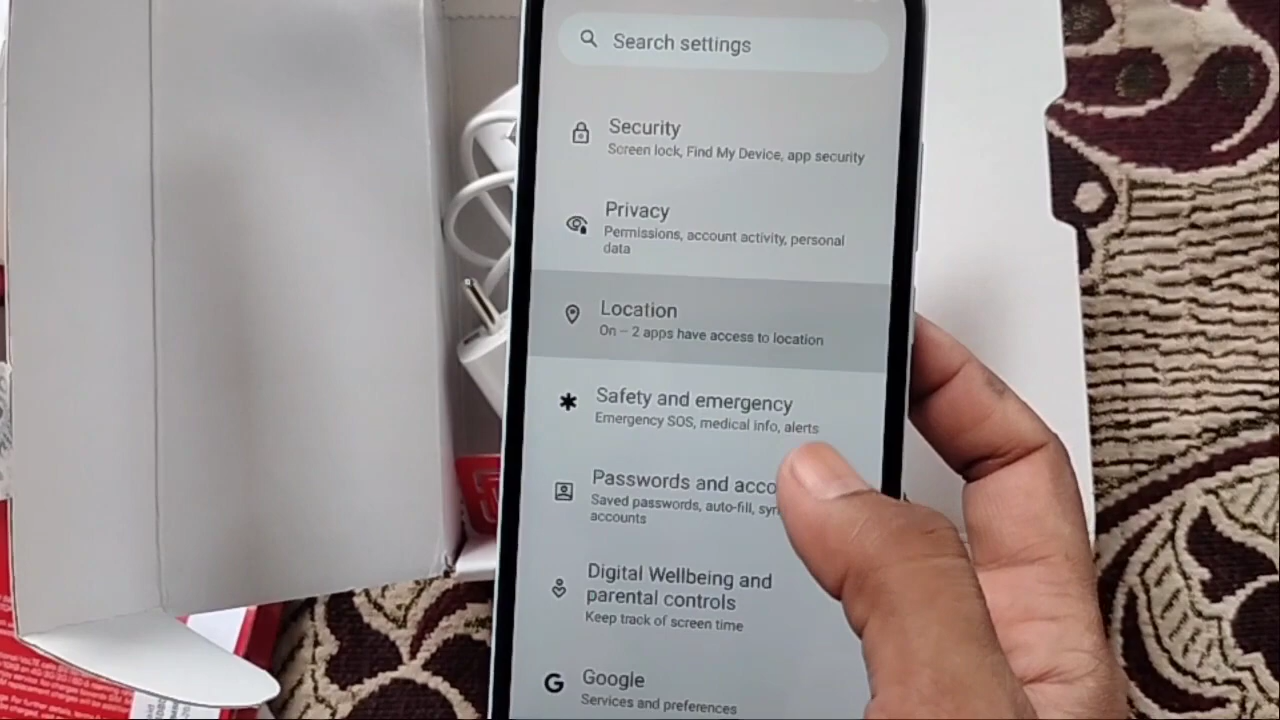 Search settings
Security
Screen lock, Find My Device, app security
Privacy
Permissions, account activity, personal
data
Location
On – 2 apps have access to location
Safety and emergency
Emergency SOS, medical info, alerts
Passwords and acco
Saved passwords, auto-fill, syn
accounts
Digital Wellbeing and
parental controls
Keep track of screen time
G Google
Services and preferences